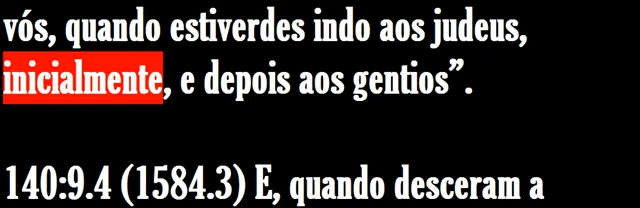 vós, quando estiverdes indo aos judeus,
inicialmente, e depois aos gentios”.
140:9.4 (1584.3) E, quando desceram a